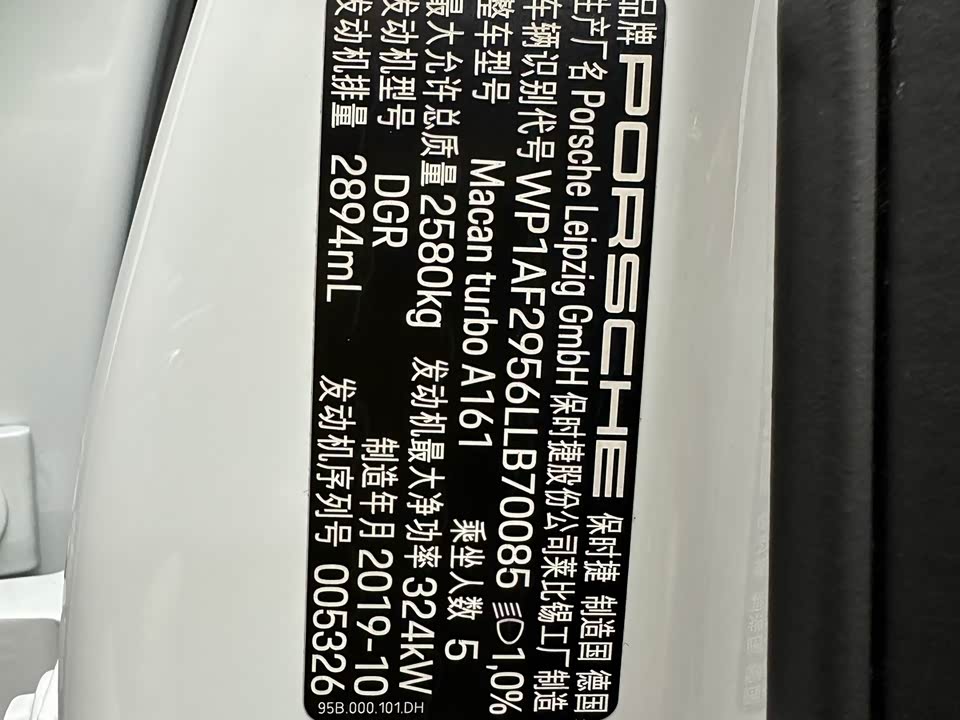 品牌 PORSCHE 保时捷 制造国 德国
生产厂名 Porsche Leipzig GmbH 保时捷股份公司莱比锡工厂制造
车辆识别代号 WP1AF2956LLB70085 1,0%
整车型号 Macan turbo A161 乘坐人数 5
最大允许总质量 2580kg 发动机最大净功率 324kW
发动机型号 DGR 制造年月 2019-10
发动机排量 2894mL 发动机序列号 005326
95B.000.101.DH